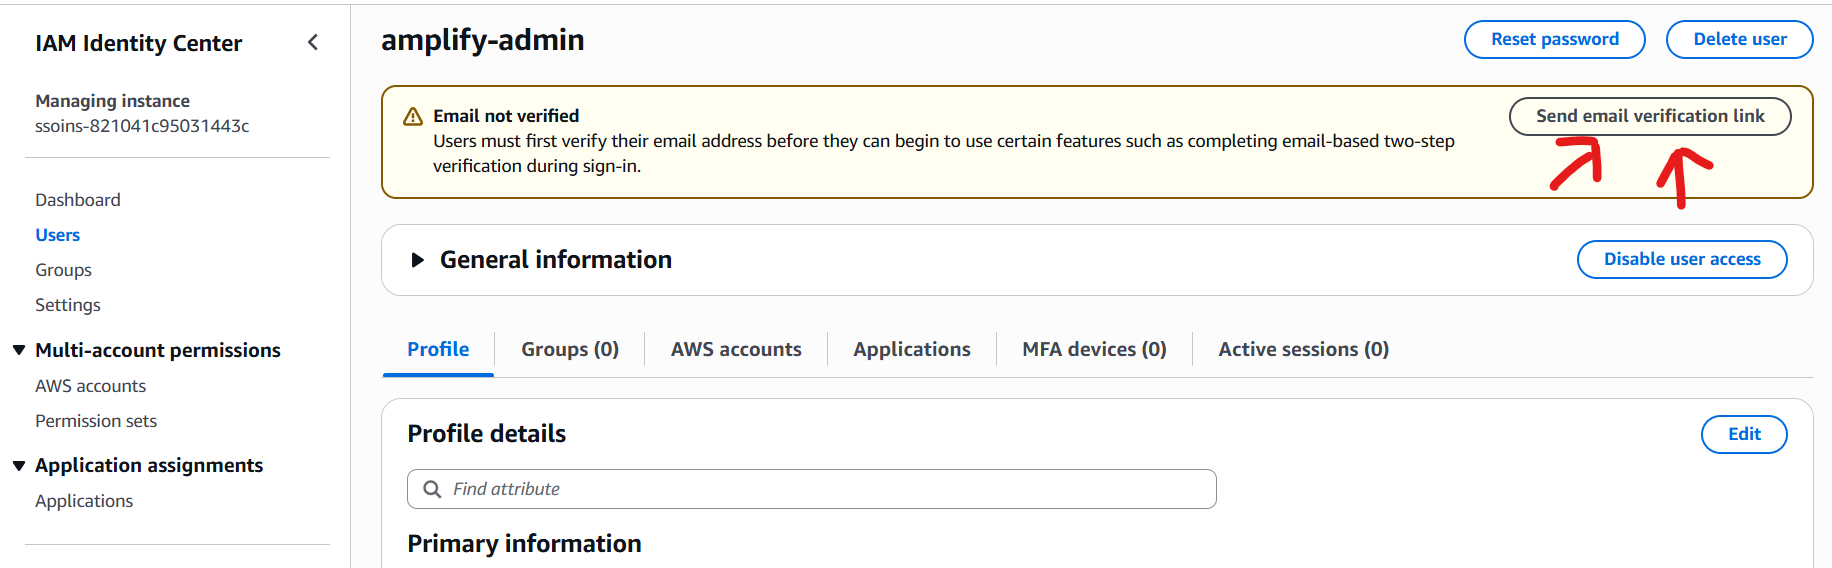 IAM Identity Center
Managing instance
ssoins-821041c95031443c
Dashboard
Users
Groups
Settings
Multi-account permissions
AWS accounts
Permission sets
Application assignments
Applications
amplify-admin
Reset password
Delete user
Email not verified
Users must first verify their email address before they can begin to use certain features such as completing email-based two-step
verification during sign-in.
Send email verification link
General information
Disable user access
Profile
Groups (0)
AWS accounts
Applications
MFA devices (0)
Active sessions (0)
Profile details
Edit
Find attribute
Primary information